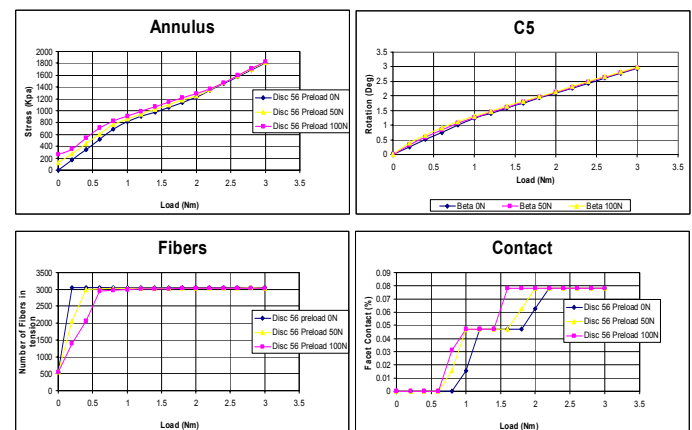 Annulus
Stress (Kpa)
2000
1800
1600
1400
1200
1000
800
600
400
200
0
0 0.5 1 1.5 2 2.5 3 3.5
Load (Nm)
Disc 56 Preload 0N
Disc 56 Preload 50N
Disc 56 Preload 100N
C5
Rotation (Deg)
3.5
3
2.5
2
1.5
1
0.5
0
0 0.5 1 1.5 2 2.5 3 3.5
Load (Nm)
Beta 0N Beta 50N Beta 100N
Fibers
Number of Fibers in
tension
3500
3000
2500
2000
1500
1000
500
0
0 0.5 1 1.5 2 2.5 3 3.5
Load (Nm)
Disc 56 preload 0N
Disc 56 Preload 50N
Disc 56 Preload 100N
Contact
Facet Contact (%)
0.09
0.08
0.07
0.06
0.05
0.04
0.03
0.02
0.01
0
0 0.5 1 1.5 2 2.5 3 3.5
Load (Nm)
Disc 56 Preload 0N
Disc 56 Preload 50N
Disc 56 Preload 100N